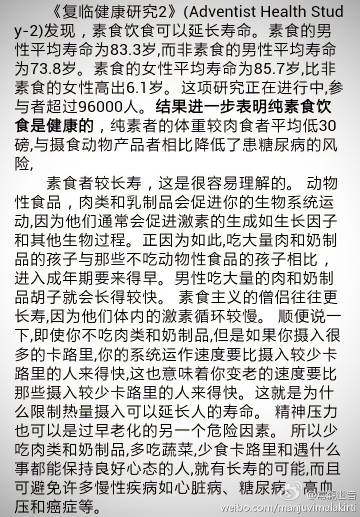 《复临健康研究2》(Adventist Health Stud
y-2)发现，素食饮食可以延长寿命。素食的男
性平均寿命为83.3岁,而非素食的男性平均寿命
为73.8岁。素食的女性平均寿命为85.7岁,比非
素食的女性高出6.1岁。 这项研究正在进行中,参
与者超过96000人。结果进一步表明纯素食饮
食是健康的，纯素者的体重较肉食者平均低30
磅,与摄食动物产品者相比降低了患糖尿病的风
险,
素食者较长寿，这是很容易理解的。 动物
性食品，肉类和乳制品会促进你的生物系统运
动,因为他们通常会促进激素的生成如生长因子
和其他生物过程。正因为如此,吃大量肉和奶制
品的孩子与那些不吃动物性食品的孩子相比，
进入成年期要来得早。男性吃大量的肉和奶制
品胡子就会长得较快。 素食主义的僧侣往往更
长寿,因为他们体内的激素循环较慢。 顺便说一
下,即使你不吃肉类和奶制品,但是如果你摄入很
多的卡路里,你的系统运作速度要比摄入较少卡
路里的人来得快,这也意味着你变老的速度要比
那些摄入较少卡路里的人来得快。 这就是为什
么限制热量摄入可以延长人的寿命。 精神压力
也可以是过早老化的另一个危险因素。 所以少
吃肉类和奶制品,多吃蔬菜,少食卡路里和遇什么
事都能保持良好心态的人,就有长寿的可能,而且
可避免许多慢性疾病如心脏病、糖尿病、高血
压和癌症等。
weibo.com/manjuvimalakirti